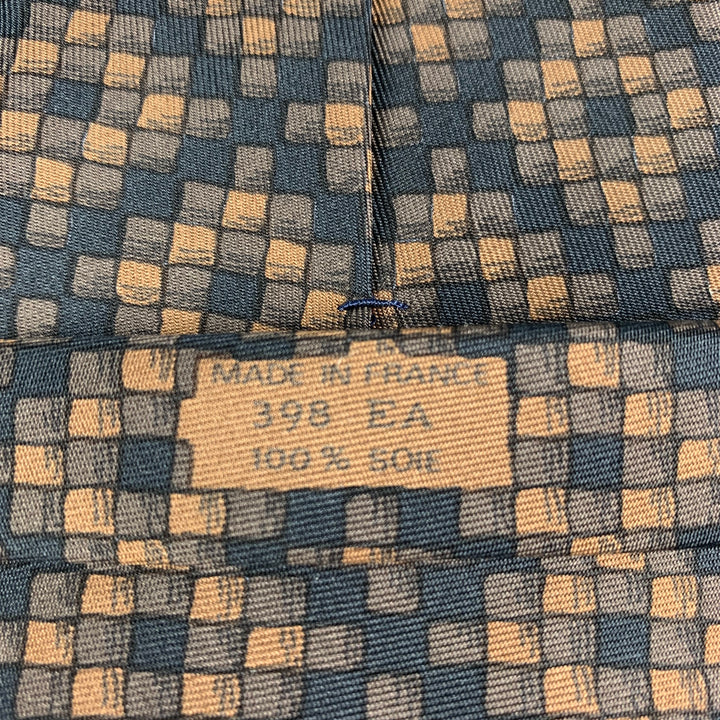 MADE IN FRANCE
398 EA
100% SOIE